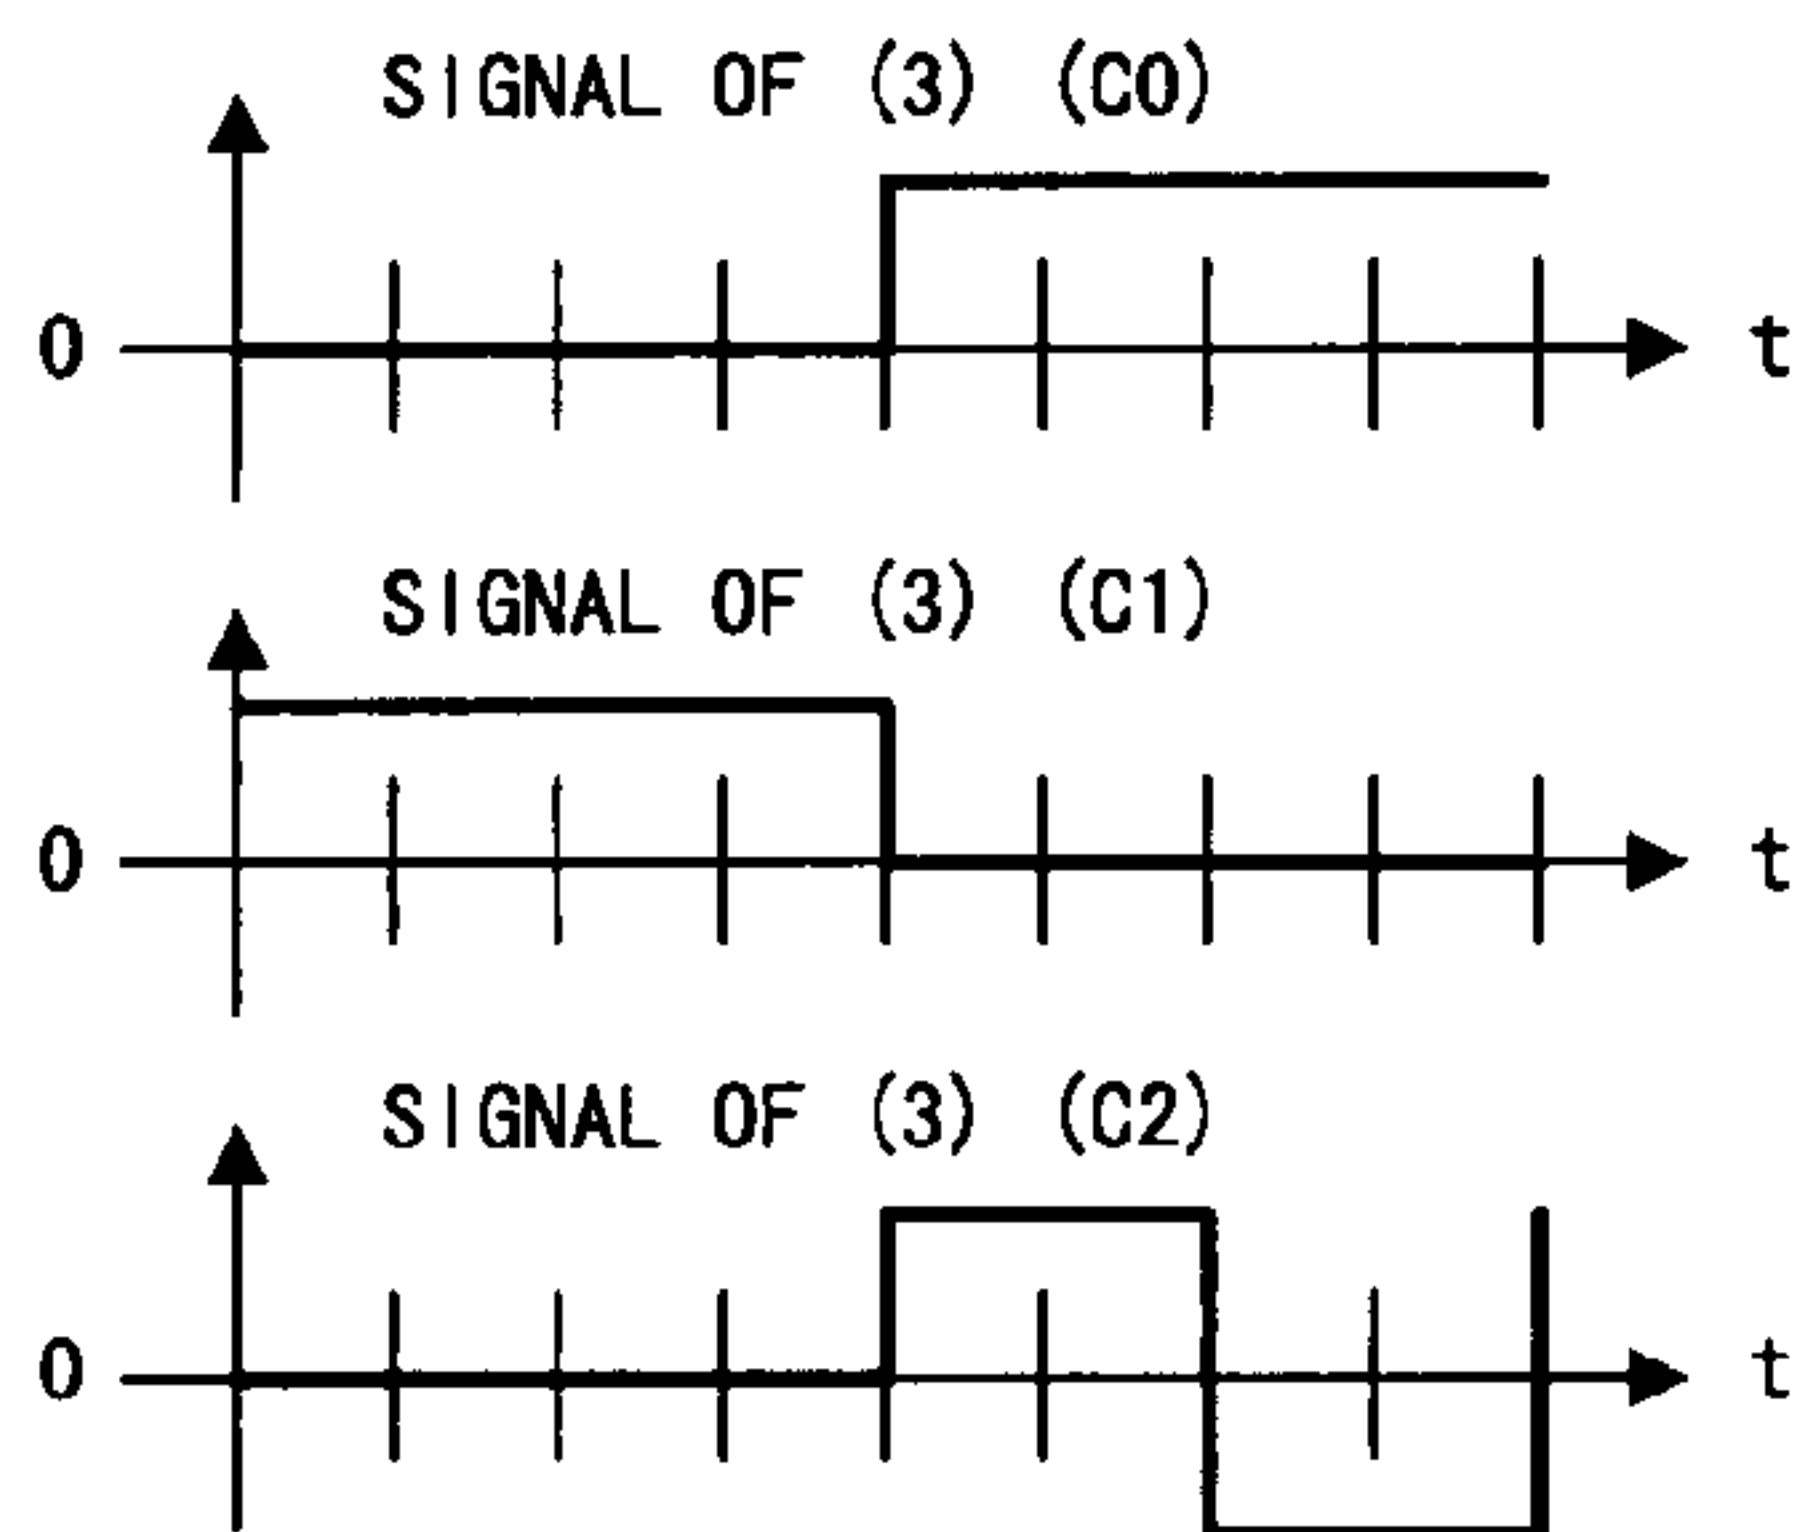 SIGNAL OF (3) (C0)
0 t
SIGNAL OF (3) (C1)
0 t
SIGNAL OF (3) (C2)
0 t